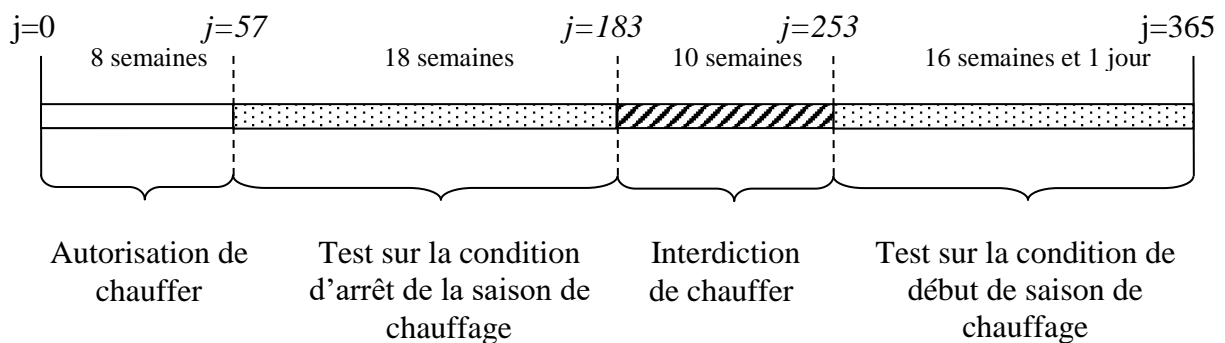 j=0 j=57 j=183 j=253 j=365
8 semaines 18 semaines 10 semaines 16 semaines et 1 jour
Autorisation de
chauffer
Test sur la condition
d’arrêt de la saison de
chauffage
Interdiction
de chauffer
Test sur la condition de
début de saison de
chauffage